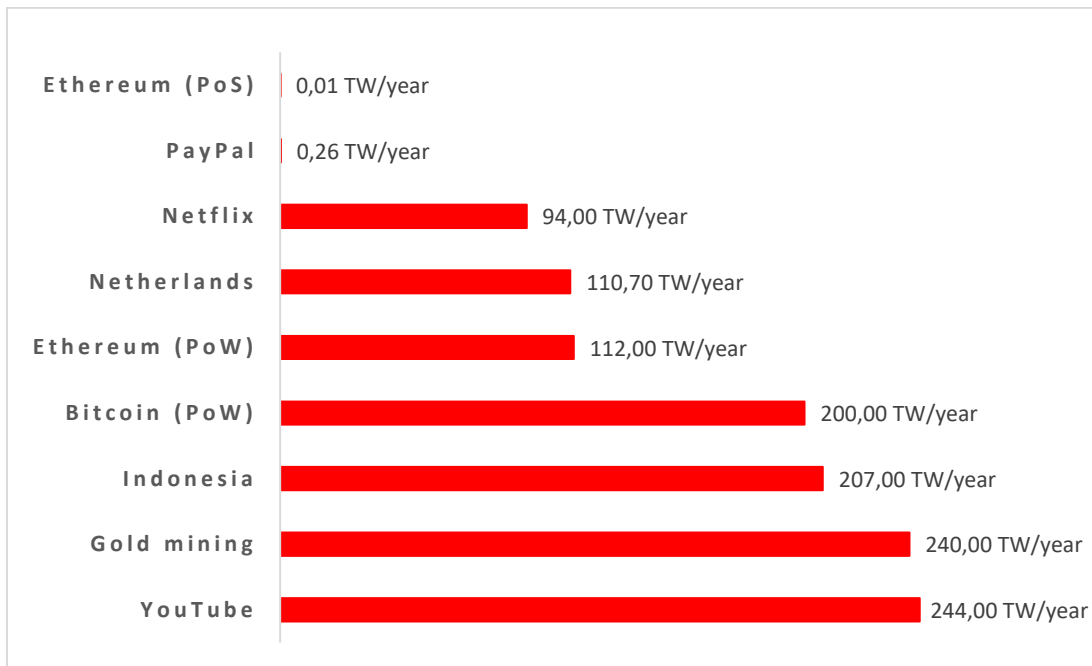 Ethereum (PoS) 0,01 TW/year
PayPal 0,26 TW/year
Netflix 94,00 TW/year
Netherlands 110,70 TW/year
Ethereum (PoW) 112,00 TW/year
Bitcoin (PoW) 200,00 TW/year
Indonesia 207,00 TW/year
Gold mining 240,00 TW/year
YouTube 244,00 TW/year